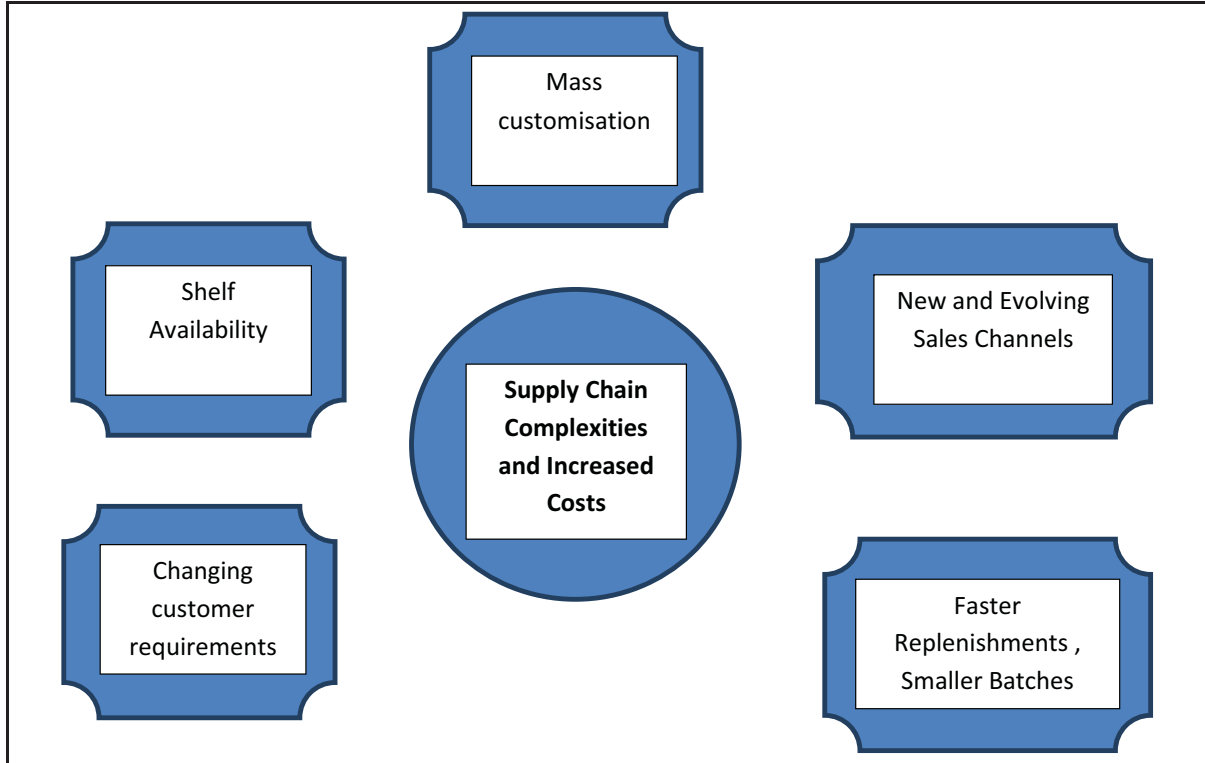 Mass
customisation
Shelf
Availability
New and Evolving
Sales Channels
Supply Chain
Complexities
and Increased
Costs
Changing
customer
requirements
Faster
Replenishments ,
Smaller Batches